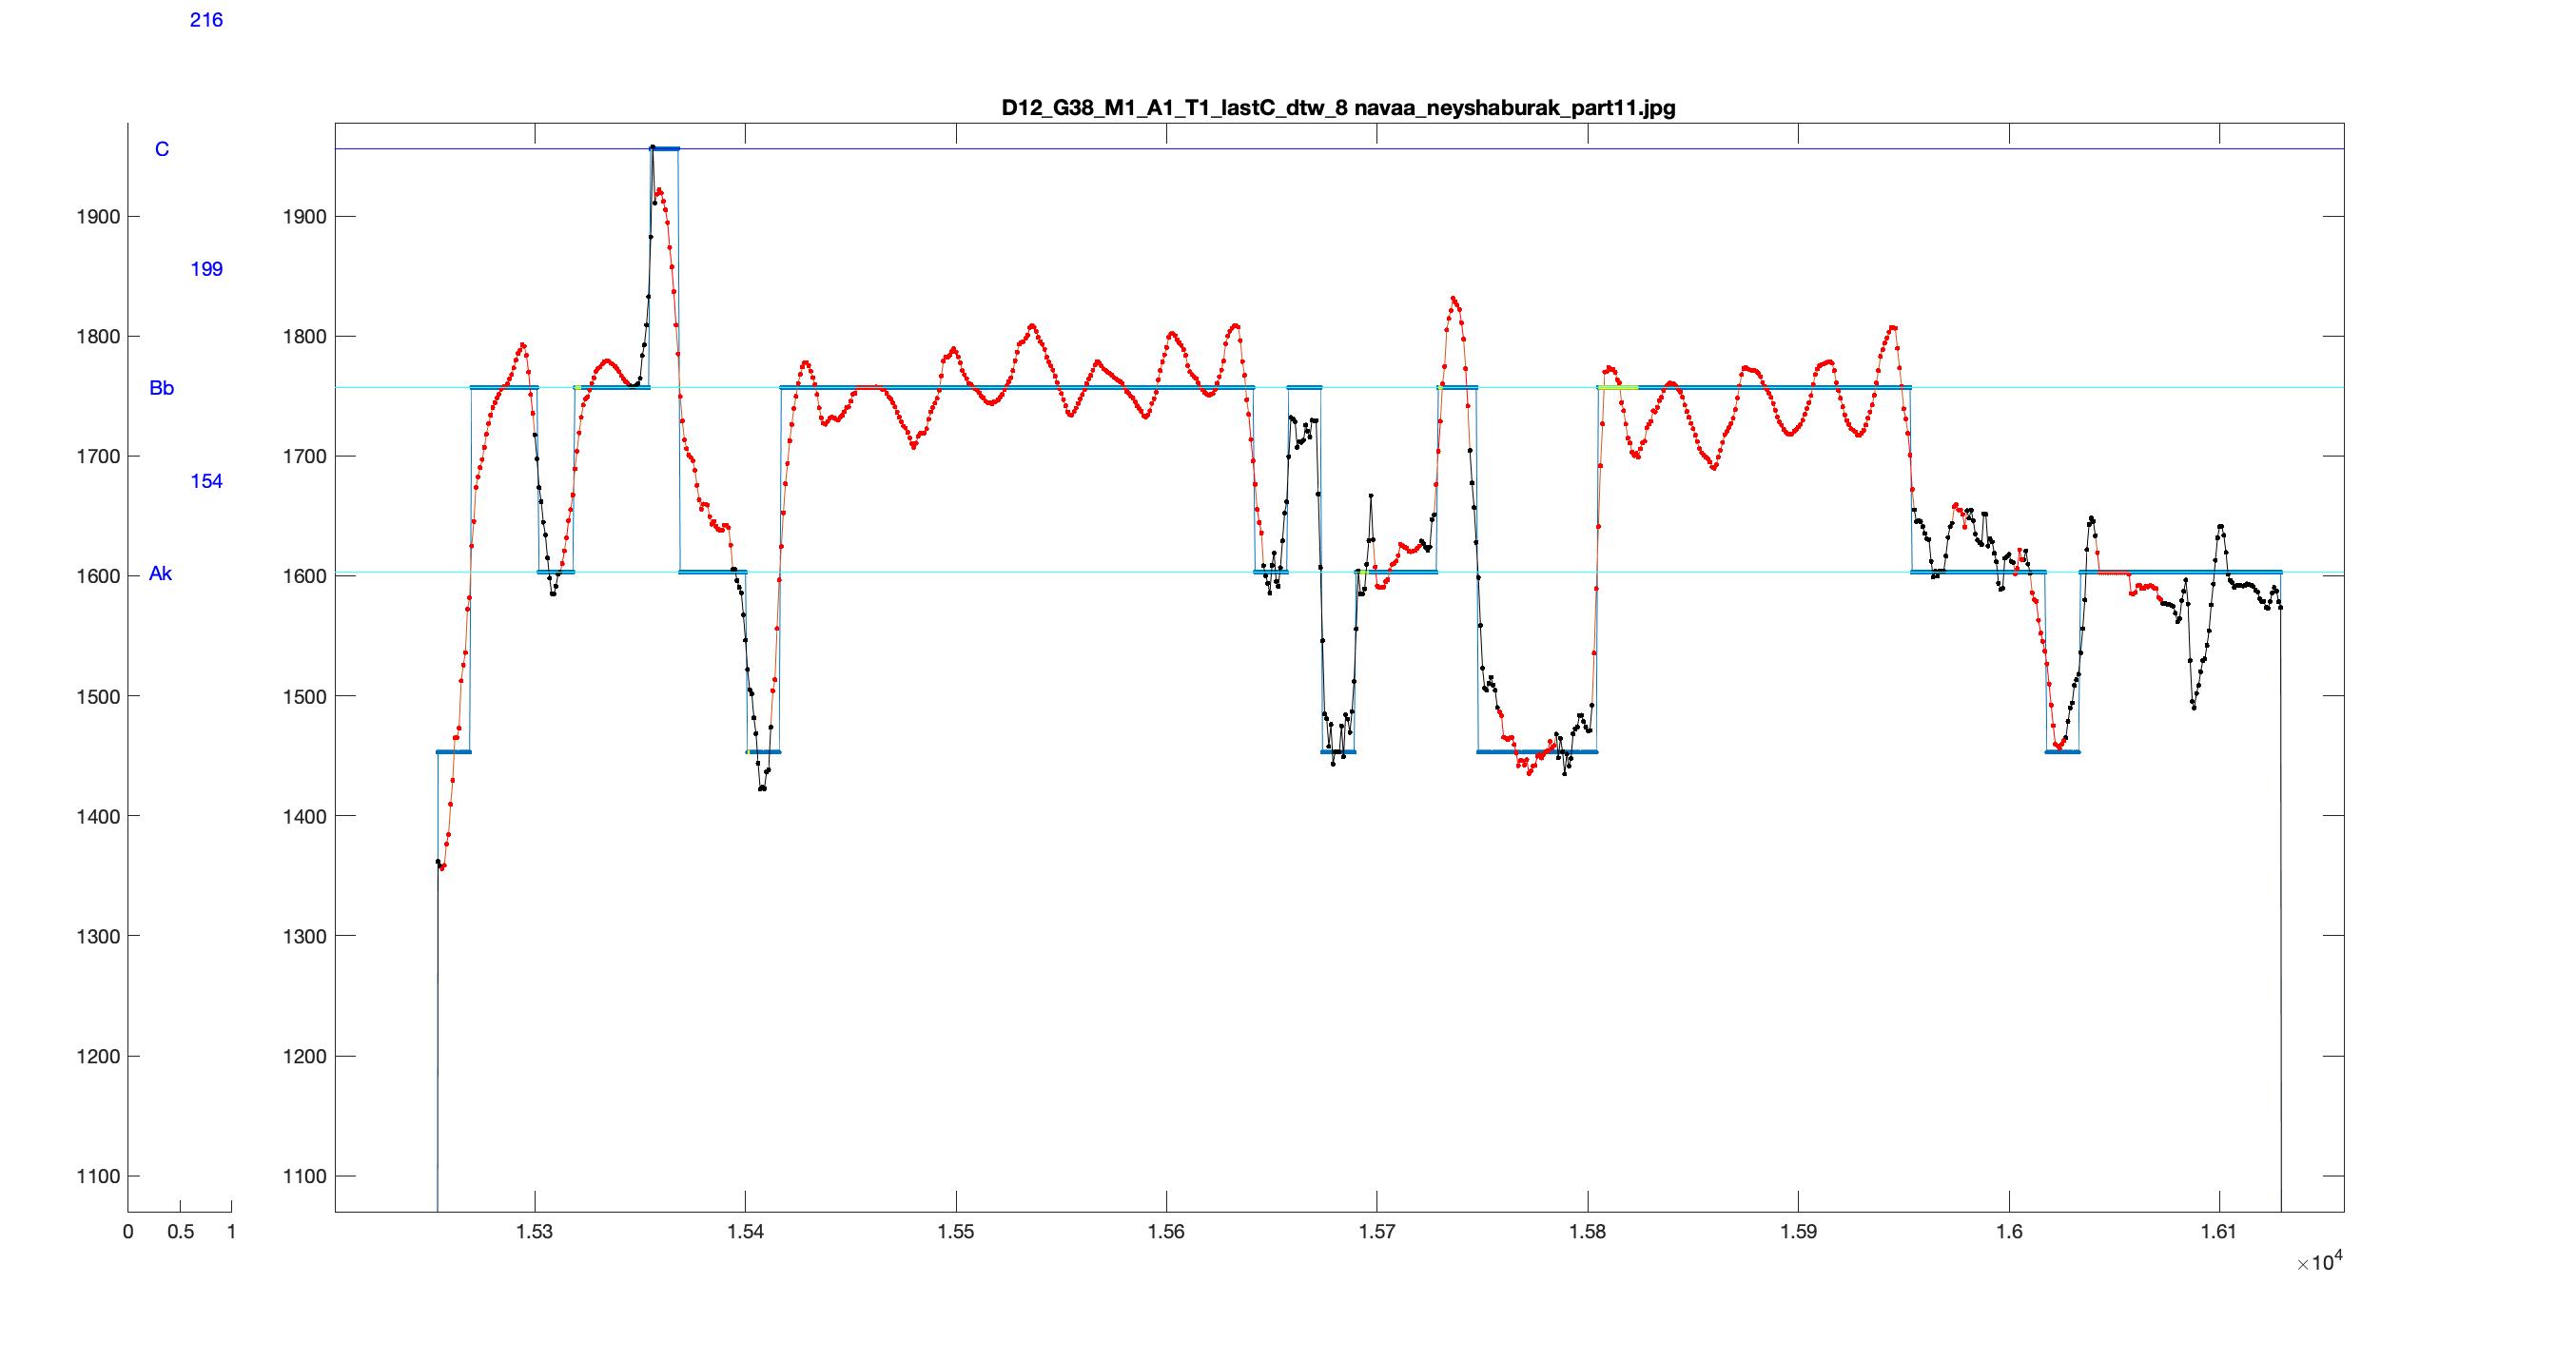 216
D12_G38_M1_A1_T1_lastC_dtw_8 navaa_neyshaburak_part11.jpg
C
1900 1900
199
1800 1800
Bb
1700 1700
154
1600 1600
Ak
1500 1500
1400 1400
1300 1300
1200 1200
1100 1100
0 0.5 1 1.53 1.54 1.55 1.56 1.57 1.58 1.59 1.6 1.61
×10⁴